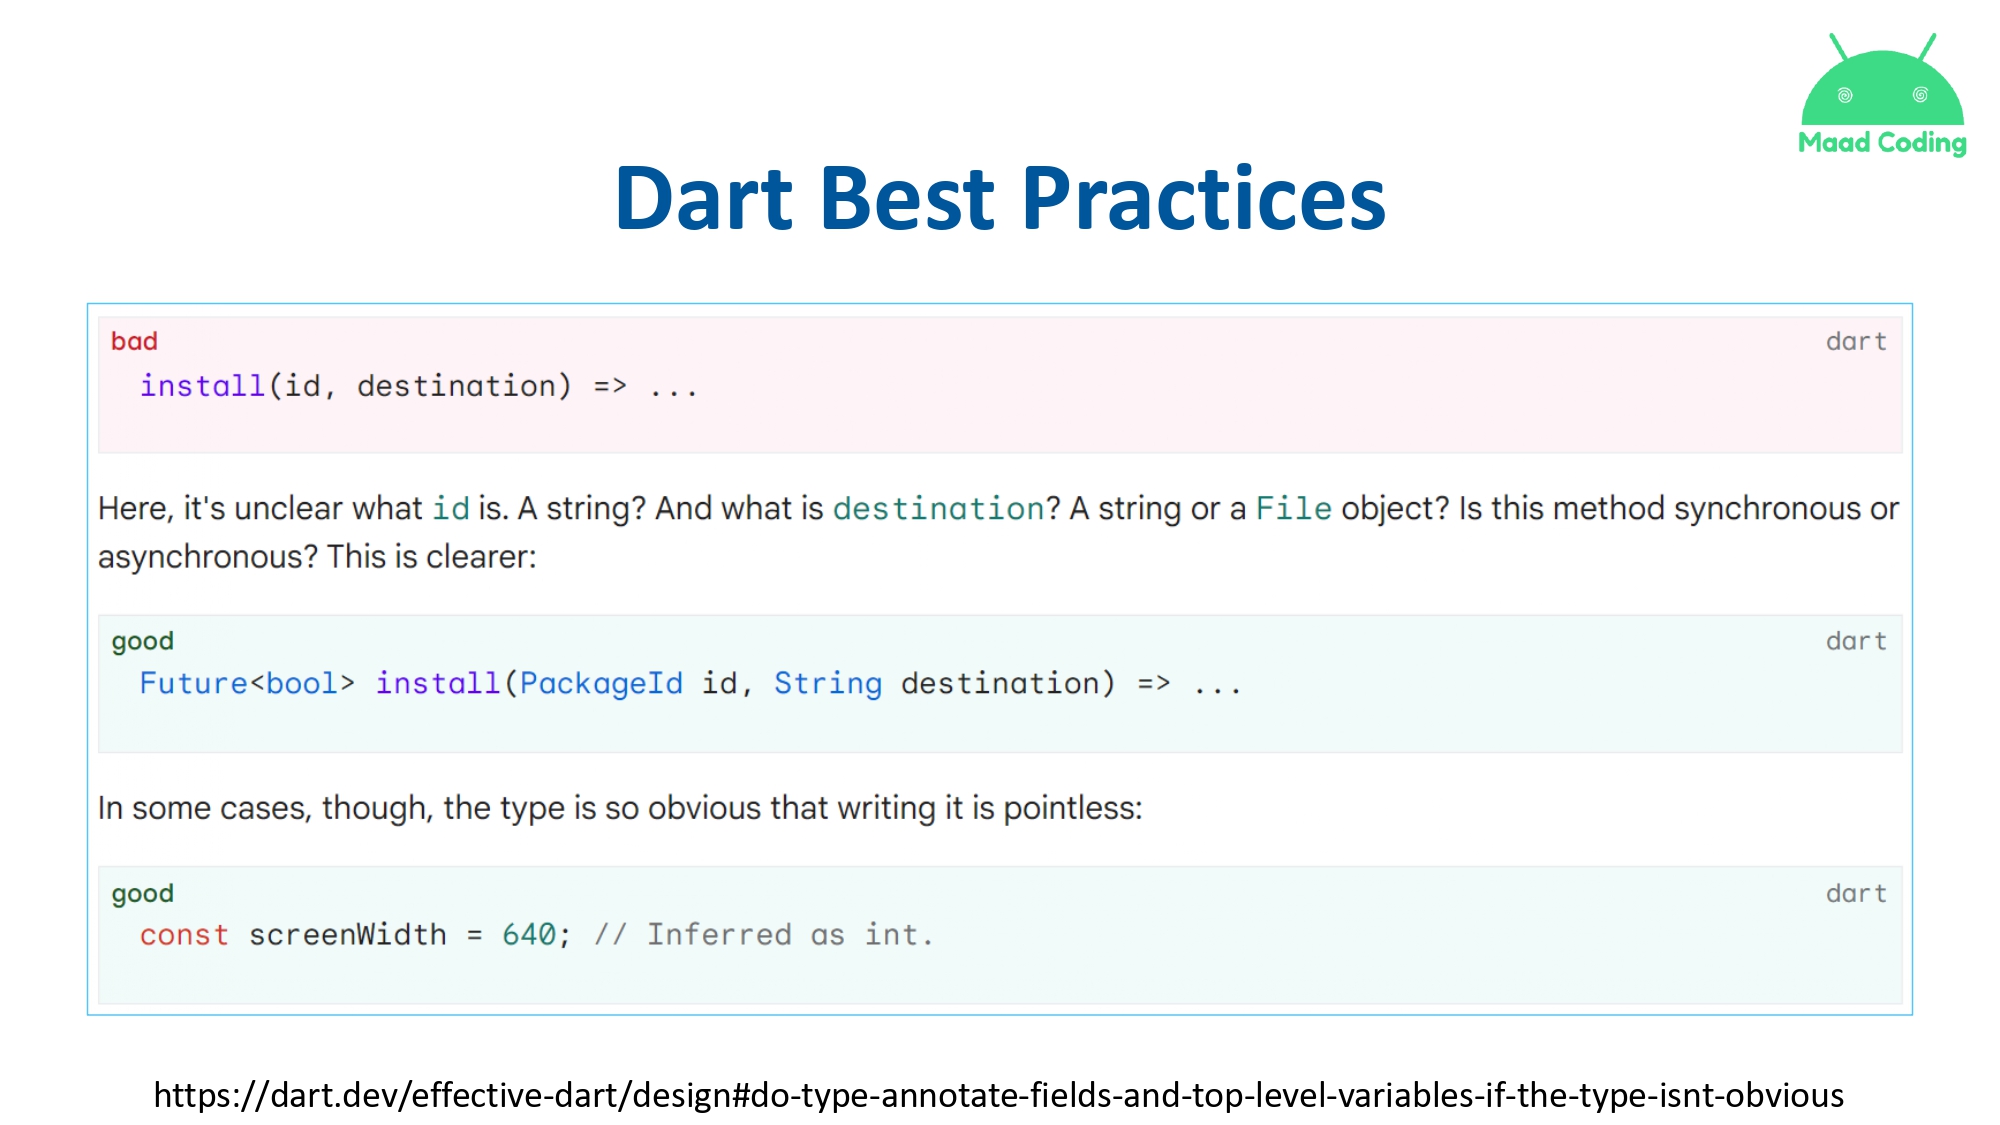 Maad Coding
Dart Best Practices
bad dart
install(id, destination) => ...
Here, it's unclear what id is. A string? And what is destination? A string or a File object? Is this method synchronous or
asynchronous? This is clearer:
good dart
Future<bool> install(PackageId id, String destination) => ...
In some cases, though, the type is so obvious that writing it is pointless:
good dart
const screenWidth = 640; // Inferred as int.
https://dart.dev/effective-dart/design#do-type-annotate-fields-and-top-level-variables-if-the-type-isnt-obvious